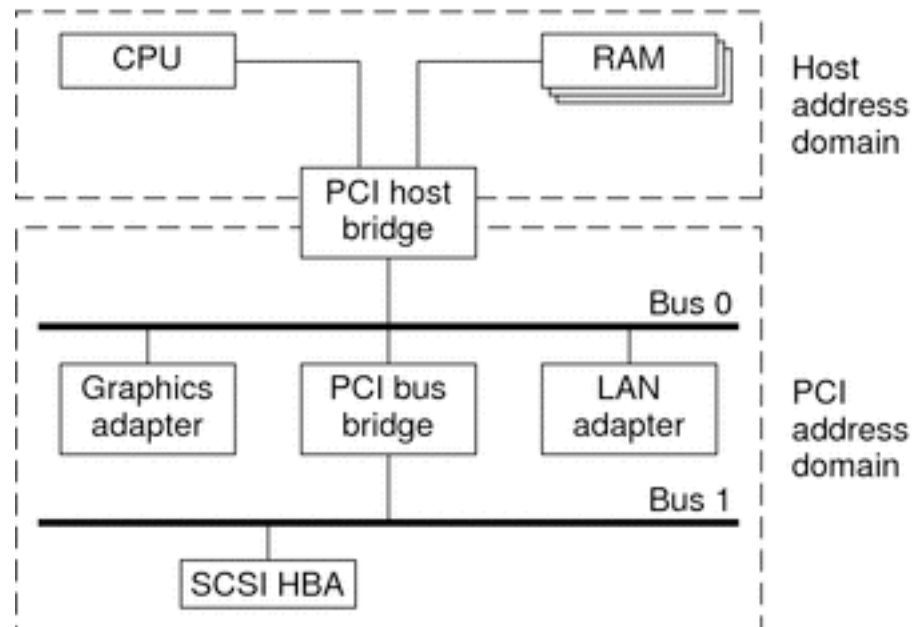 CPU
RAM
Host
address
domain
PCI host
bridge
Bus 0
Graphics
adapter
PCI bus
bridge
LAN
adapter
PCI
address
domain
Bus 1
SCSI HBA